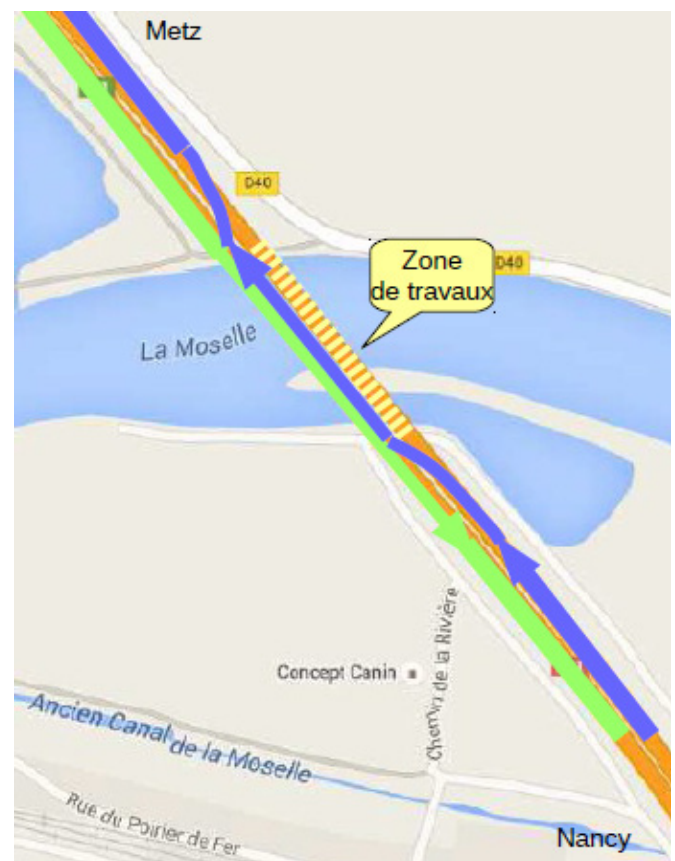 Metz
D40
Zone
de travaux
D40
La Moselle
Chemin de la Rivière
Concept Canin
Ancien Canal de la Moselle
Rue du Poirier de Fer
Nancy